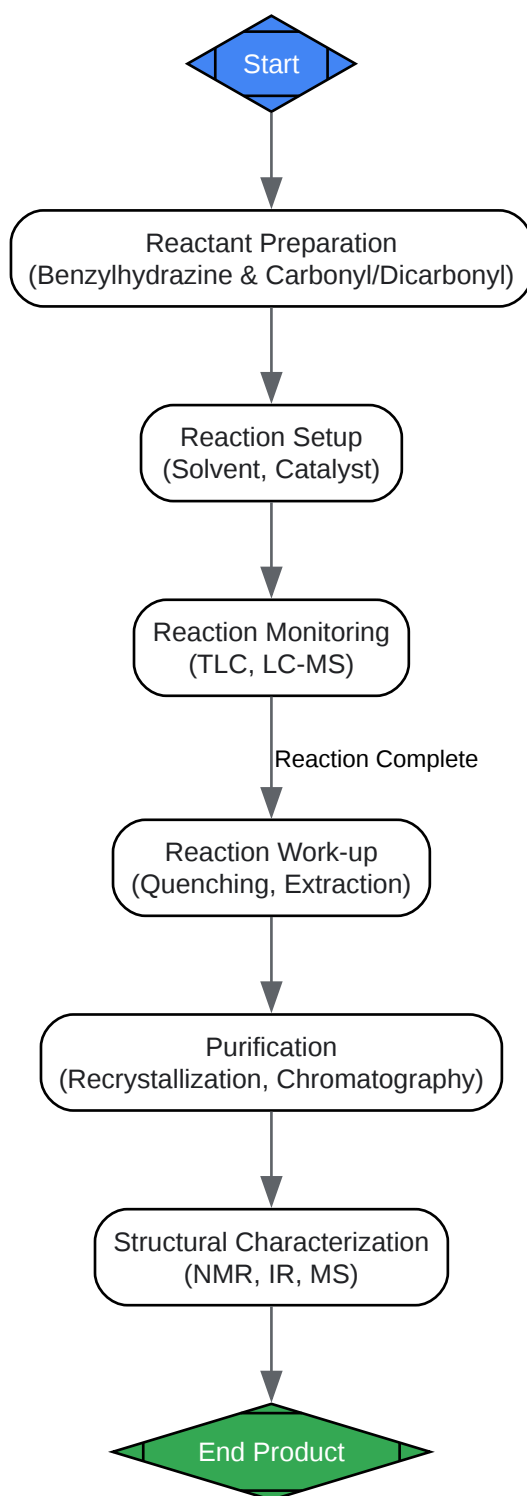 Start
Reactant Preparation
(Benzylhydrazine & Carbonyl/Dicarbonyl)
Reaction Setup
(Solvent, Catalyst)
Reaction Monitoring
(TLC, LC-MS)
Reaction Complete
Reaction Work-up
(Quenching, Extraction)
Purification
(Recrystallization, Chromatography)
Structural Characterization
(NMR, IR, MS)
End Product